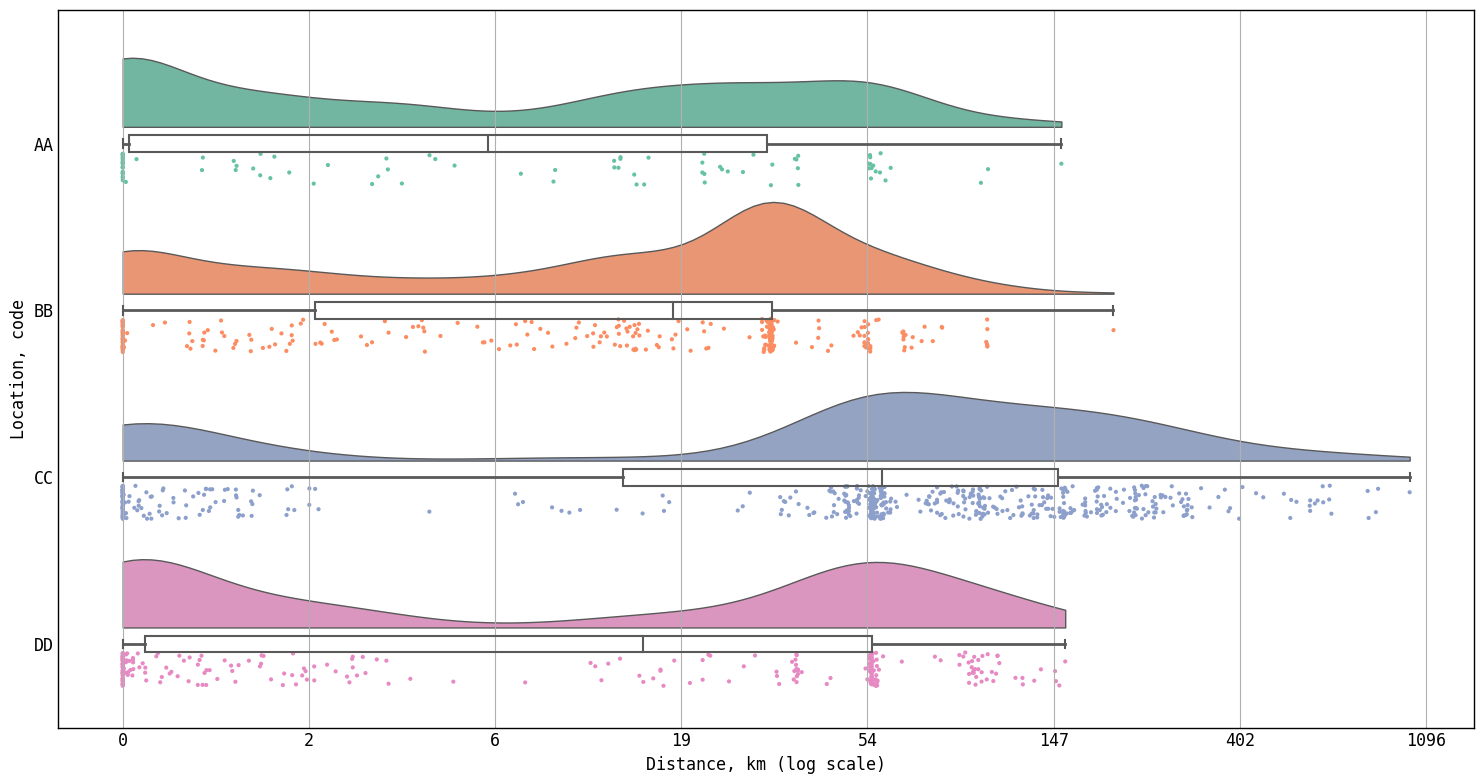 AA
BB
CC
DD
Location, code
0 2 6 19 54 147 402 1096
Distance, km (log scale)